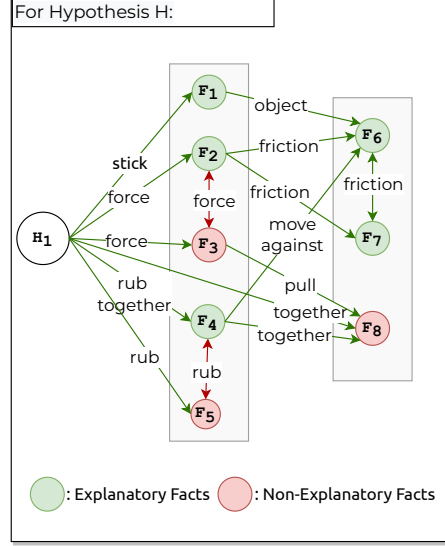 For Hypothesis H:
F1
object
F6
stick
F2
friction
force
friction
friction
force
move
against
H1
force
F3
F7
rub
together
pull
together
F4
together
F8
rub
rub
F5
: Explanatory Facts
: Non-Explanatory Facts